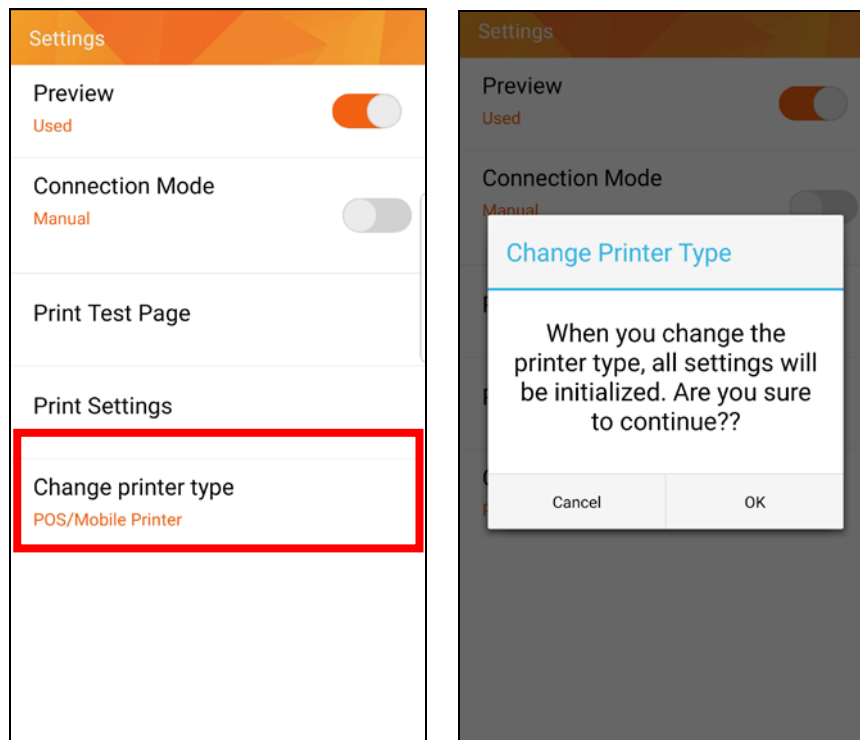 Settings
Preview
Used
Connection Mode
Manual
Print Test Page
Print Settings
Change printer type
POS/Mobile Printer
Settings
Preview
Used
Connection Mode
Manual
Change Printer Type
When you change the
printer type, all settings will
be initialized. Are you sure
to continue??
Cancel
OK